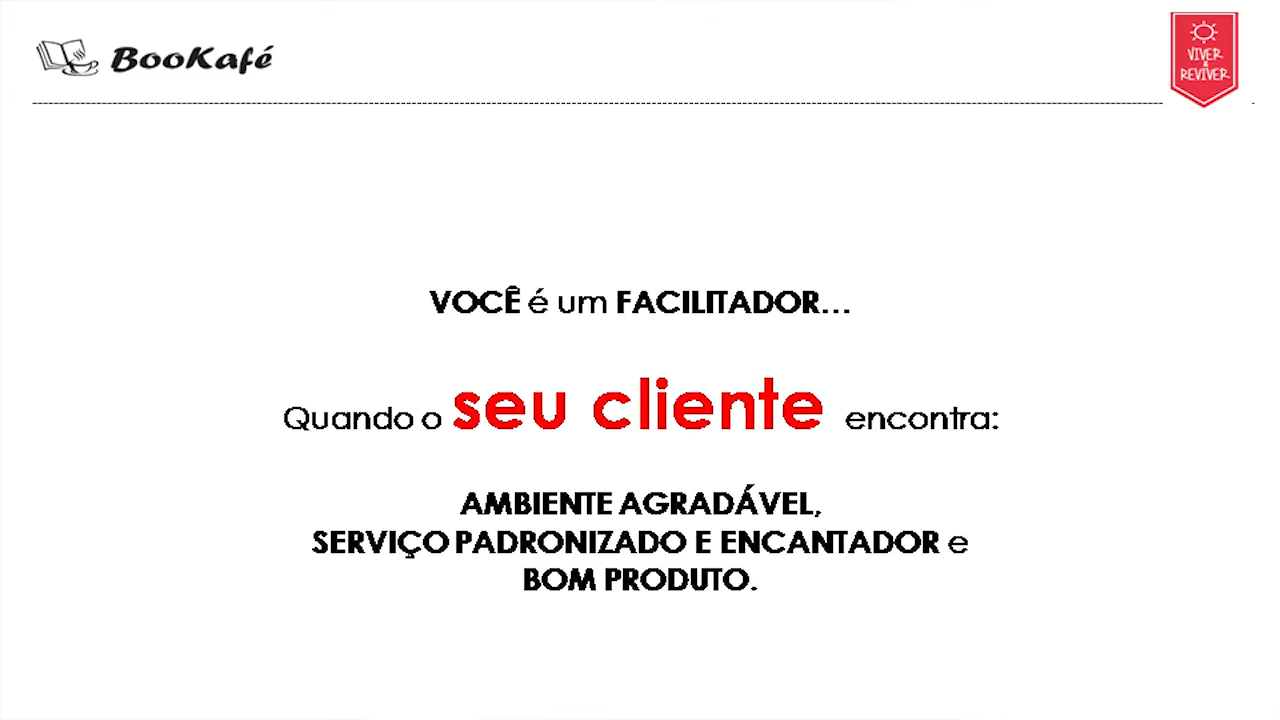 BooKafé
VIVER
E
REVIVER
VOCÊ é um FACILITADOR...
Quando o seu cliente encontra:
AMBIENTE AGRADÁVEL,
SERVIÇO PADRONIZADO E ENCANTADOR e
BOM PRODUTO.